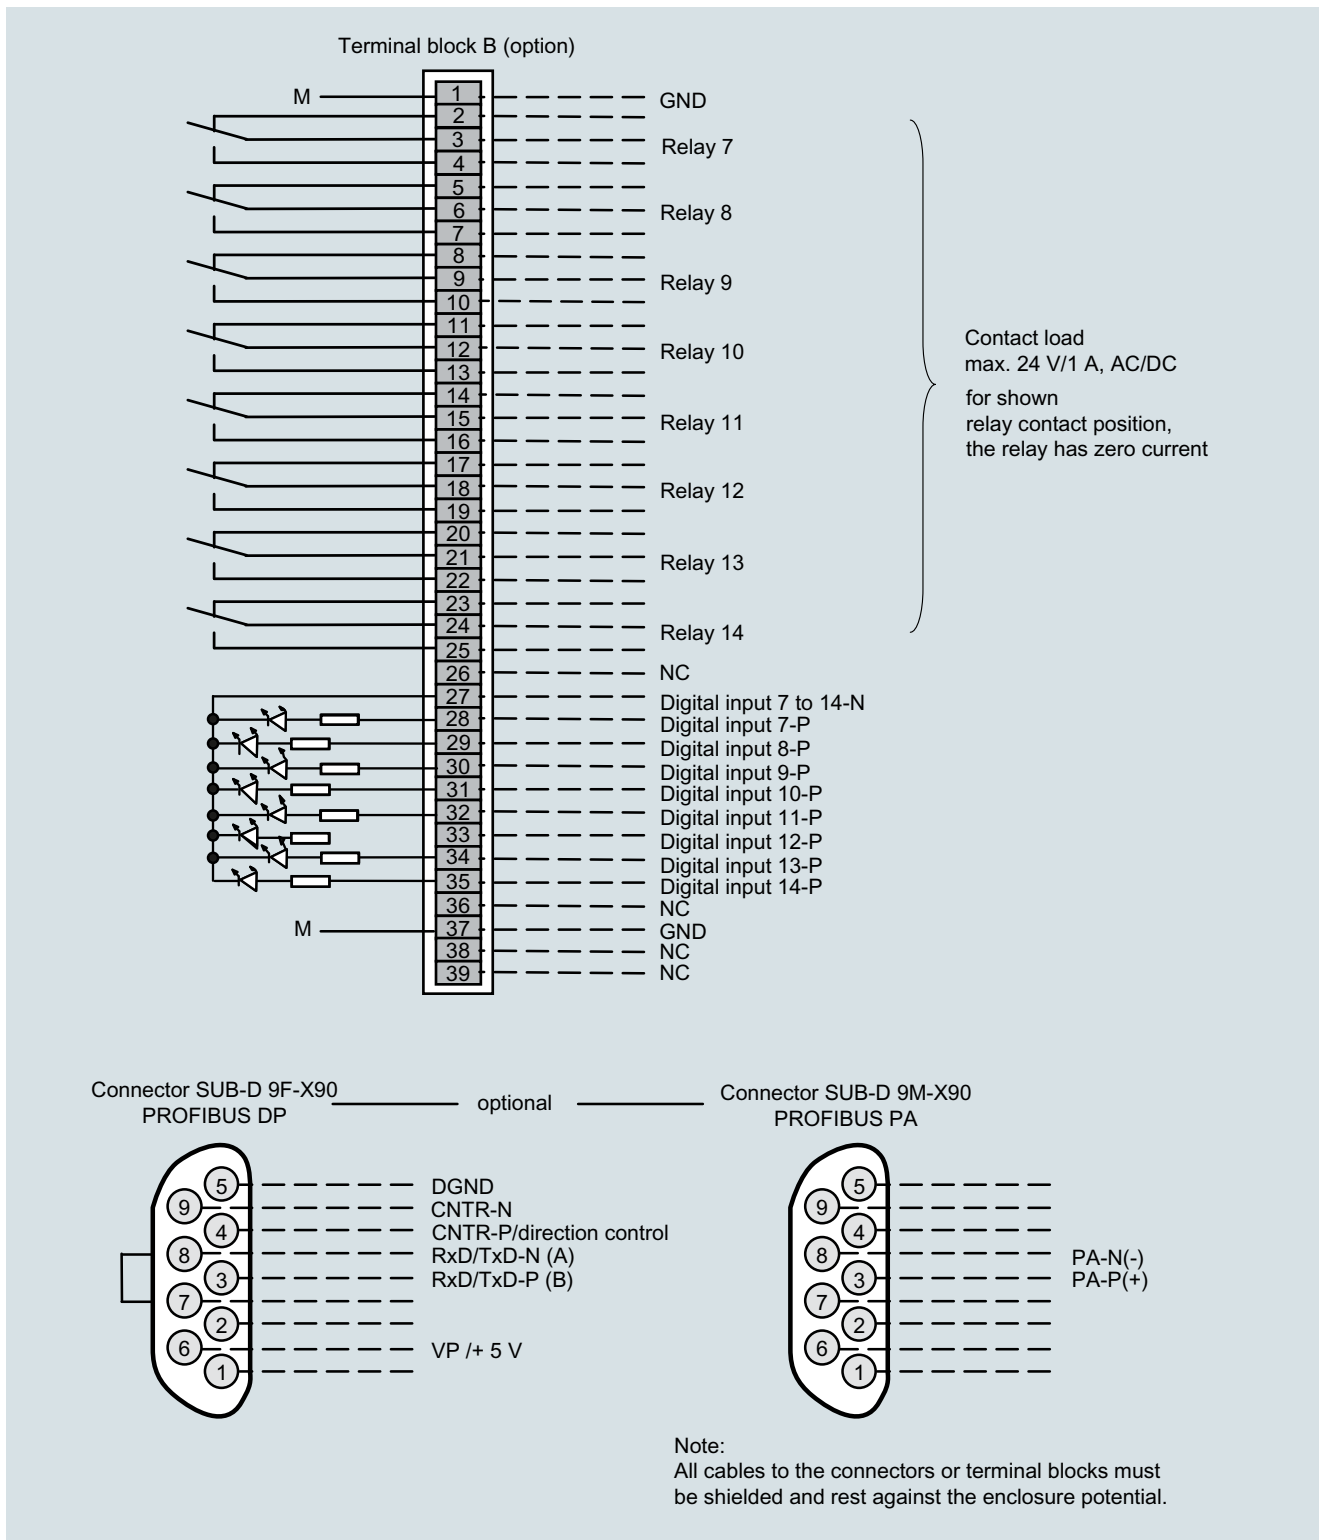 Terminal block B (option)
M 1 GND
2
3 Relay 7
4
5
6 Relay 8
7
8
9 Relay 9
10
11
12 Relay 10
13
14
15 Relay 11
16
17
18 Relay 12
19
20
21 Relay 13
22
23
24 Relay 14
25
26 NC
27 Digital input 7 to 14-N
28 Digital input 7-P
29 Digital input 8-P
30 Digital input 9-P
31 Digital input 10-P
32 Digital input 11-P
33 Digital input 12-P
34 Digital input 13-P
35 Digital input 14-P
36 NC
M 37 GND
38 NC
39 NC
Contact load
max. 24 V/1 A, AC/DC
for shown
relay contact position,
the relay has zero current
Connector SUB-D 9F-X90
PROFIBUS DP
optional
Connector SUB-D 9M-X90
PROFIBUS PA
5 DGND
9 CNTR-N
4 CNTR-P/direction control
8 RxD/TxD-N (A)
3 RxD/TxD-P (B)
7
2
6 VP /+ 5 V
1
5
9
4
8 PA-N(-)
3 PA-P(+)
7
2
6
1
Note:
All cables to the connectors or terminal blocks must
be shielded and rest against the enclosure potential.